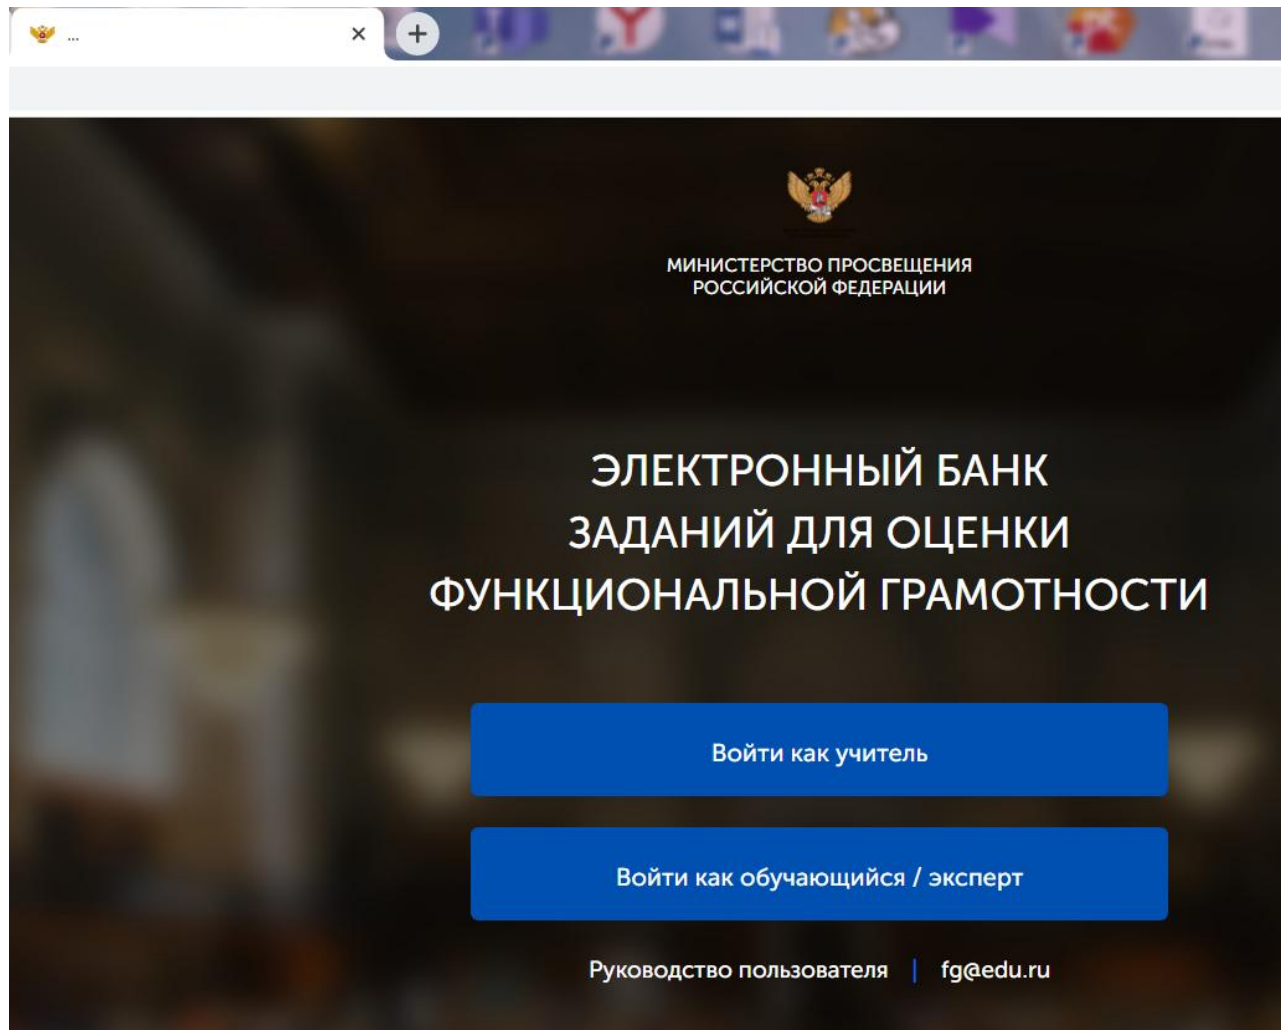 ...
МИНИСТЕРСТВО ПРОСВЕЩЕНИЯ
РОССИЙСКОЙ ФЕДЕРАЦИИ
ЭЛЕКТРОННЫЙ БАНК
ЗАДАНИЙ ДЛЯ ОЦЕНКИ
ФУНКЦИОНАЛЬНОЙ ГРАМОТНОСТИ
Войти как учитель
Войти как обучающийся / эксперт
Руководство пользователя | fg@edu.ru